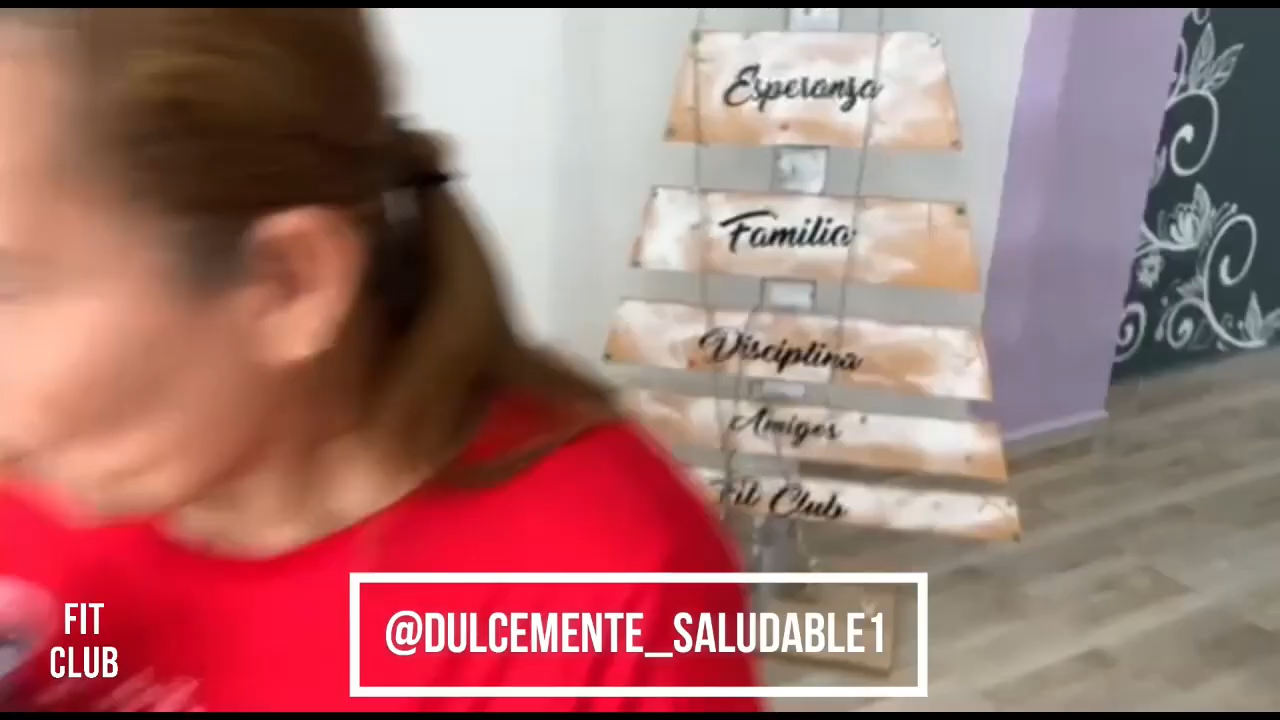 Esperanza
Familia
Disciplina
Amigos
Fit Club
FIT
CLUB
@DULCEMENTE_SALUDABLE1